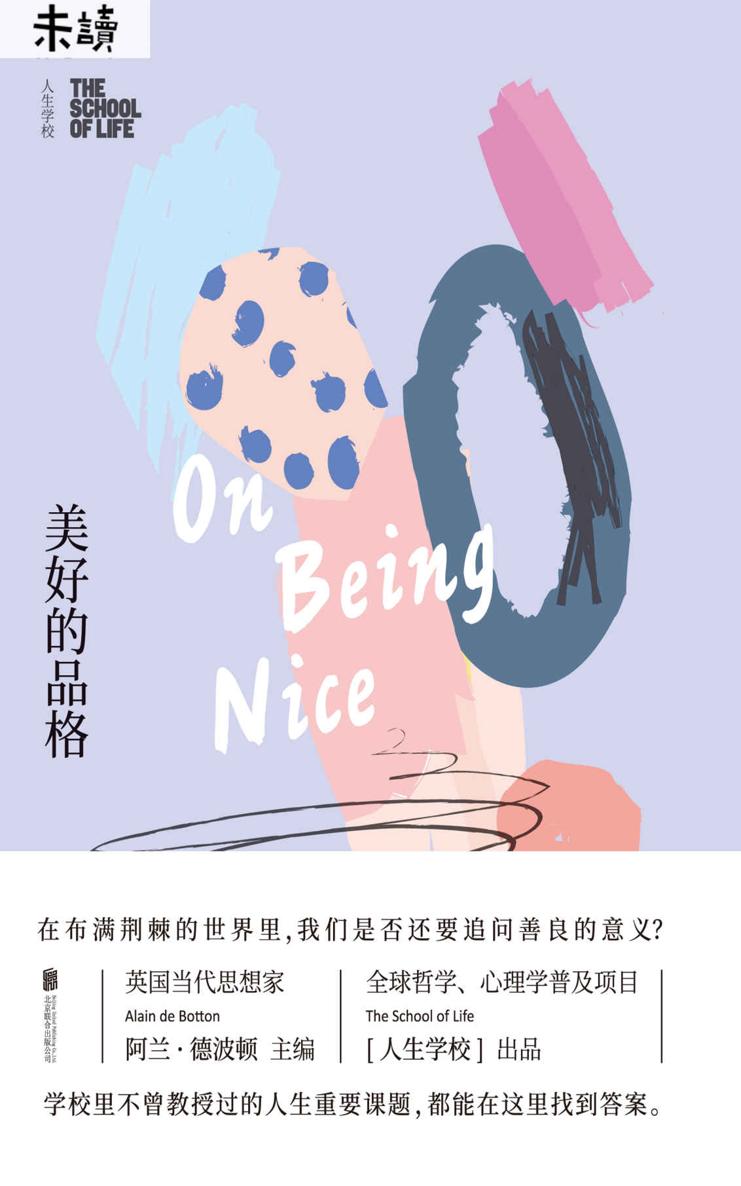 未讀
人生学校
THE
SCHOOL
OF LIFE
On
Being
Nice
美好的品格
在布满荆棘的世界里,我们是否还要追问善良的意义?
英国当代思想家
Alain de Botton
阿兰·德波顿 主编
全球哲学、心理学普及项目
The School of Life
[人生学校] 出品
北京联合出版公司
Beijing United Publishing Co.,Ltd.
学校里不曾教授过的人生重要课题,都能在这里找到答案。